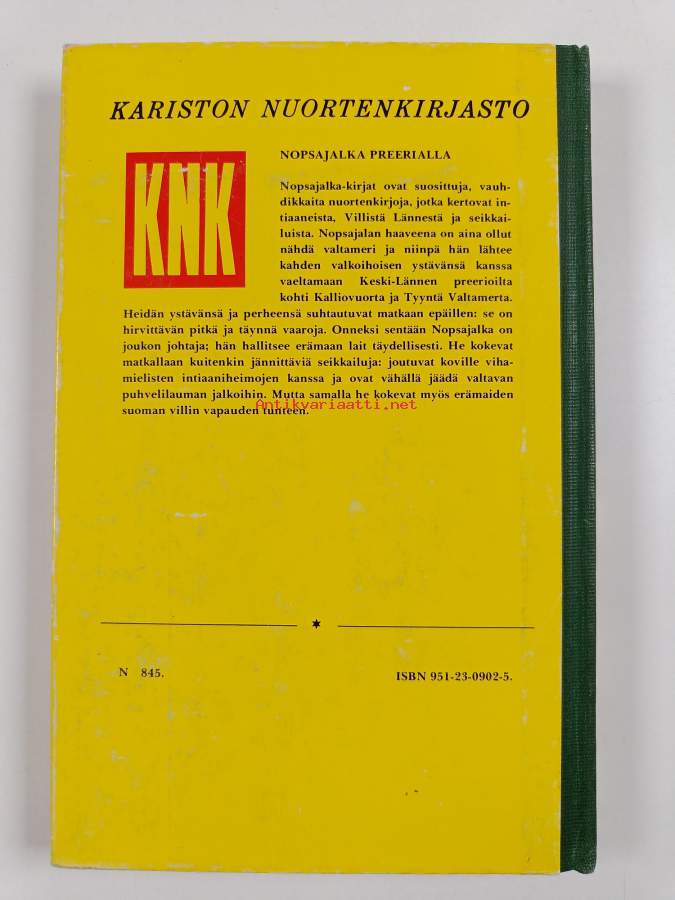 KARISTON NUORTENKIRJASTO
KNK
NOPSAJALKA PREERIALLA
Nopsajalka-kirjat ovat suosittuja, vauh-
dikkaita nuortenkirjoja, jotka kertovat in-
tiaaneista, Villistä Lännestä ja seikkai-
luista. Nopsajalan haaveena on aina ollut
nähdä valtameri ja niinpä hän lähtee
kahden valkoihoisen ystävänsä kanssa
vaeltamaan Keski-Lännen preerioilta
kohti Kalliovuorta ja Tyyntä Valtamerta.
Heidän ystävänsä ja perheensä suhtautuvat matkaan epäillen: se on
hirvittävän pitkä ja täynnä vaaroja. Onneksi sentään Nopsajalka on
joukon johtaja; hän hallitsee erämaan lait täydellisesti. He kokevat
matkallaan kuitenkin jännittäviä seikkailuja: joutuvat koville viha-
mielisten intiaaniheimojen kanssa ja ovat vähällä jäädä valtavan
puhvelilauman jalkoihin. Mutta samalla he kokevat myös erämaiden
suoman villin vapauden tunteen.
Antikvariaatti.net
N 845.
ISBN 951-23-0902-5.